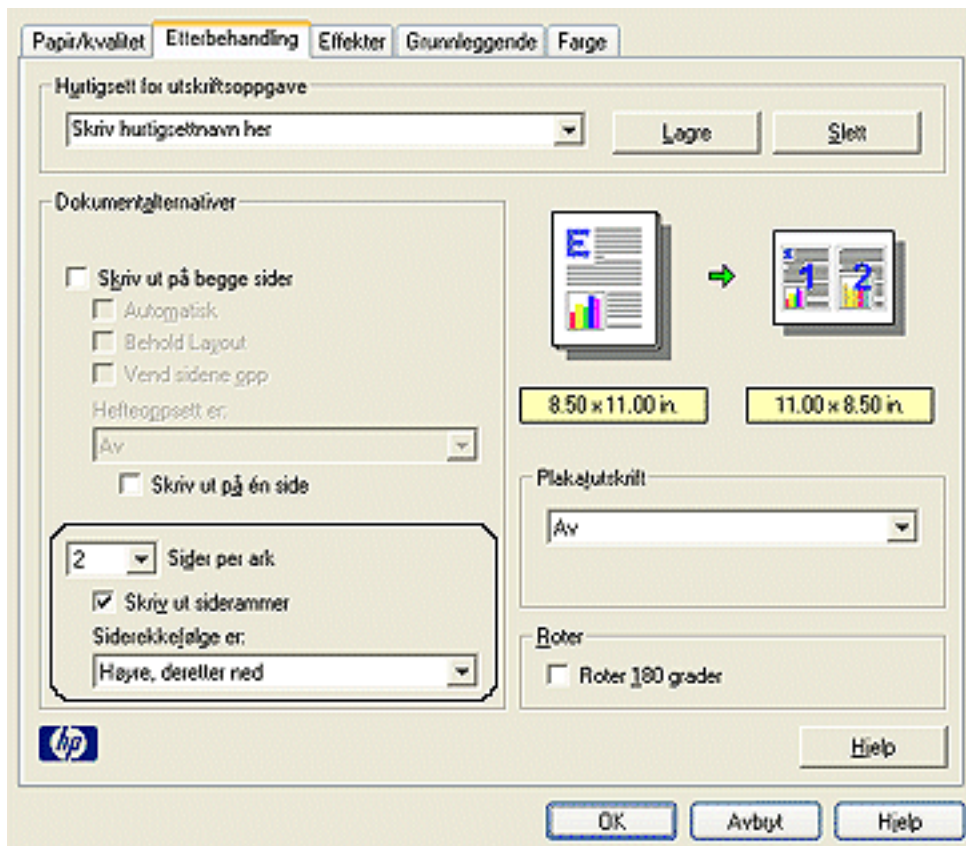 Papir/kvalitet Etterbehandling Effekter Grunnleggende Farge
Hurtigsett for utskriftsoppgave
Skriv hurtigsettnavn her Lagre Slett
Dokumentalternativer
Skriv ut på begge sider
Automatisk
Behold Layout
Vend sidene opp
Hefteoppsett er:
Av
Skriv ut på én side
2 Sider per ark
Skriv ut siderammer
Siderekkefølge er:
Høyre, deretter ned
E
1 2
8.50 x 11.00 in. 11.00 x 8.50 in.
Plakatutskrift
Av
Roter
Roter 180 grader
hp
Hjelp
OK Avbryt Hjelp